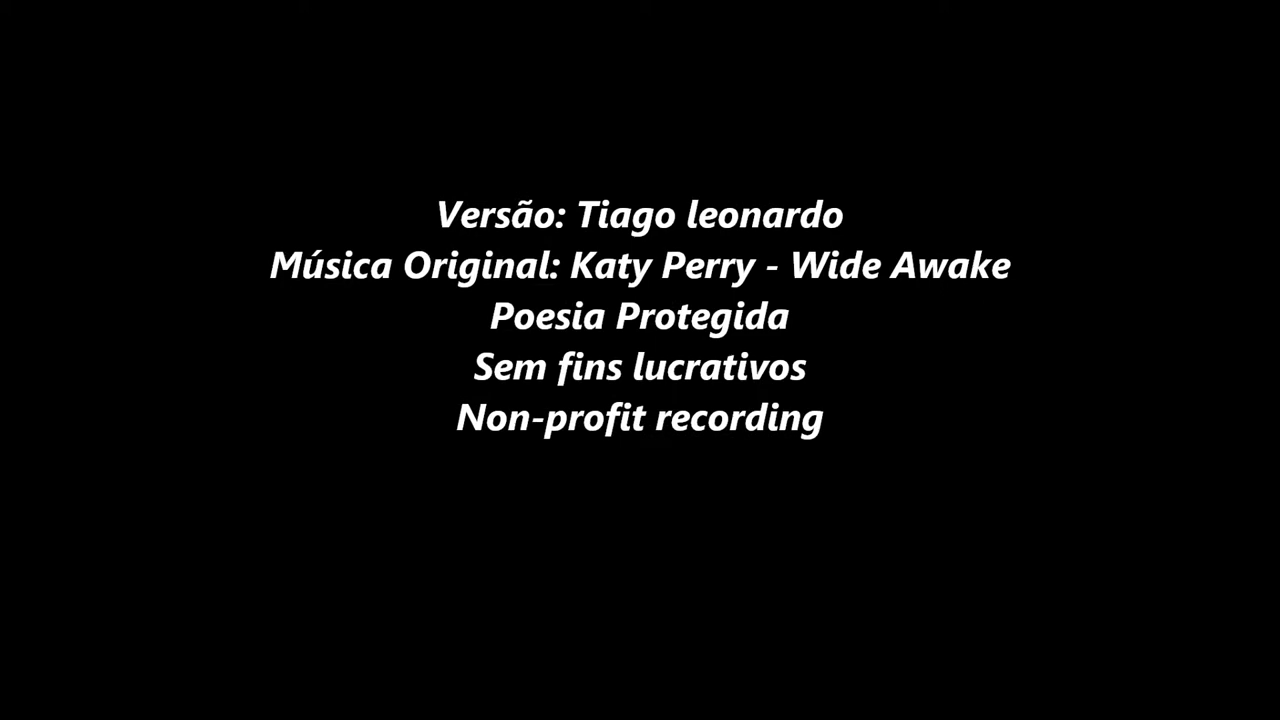 Versão: Tiago leonardo
Música Original: Katy Perry - Wide Awake
Poesia Protegida
Sem fins lucrativos
Non-profit recording